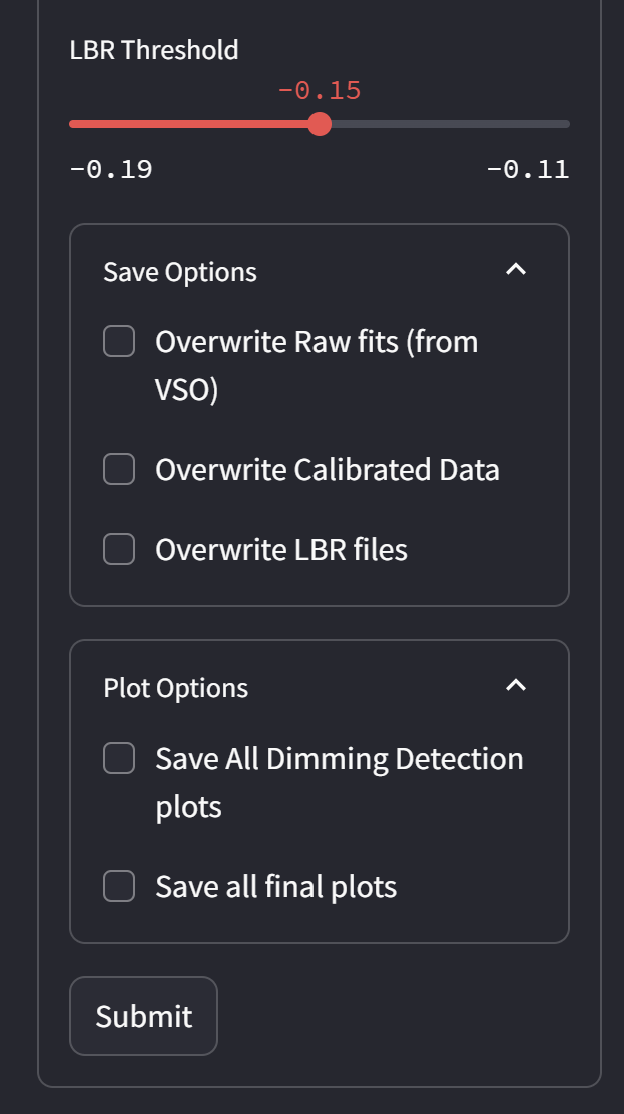 LBR Threshold
-0.15
-0.19 -0.11
Save Options
Overwrite Raw fits (from
VSO)
Overwrite Calibrated Data
Overwrite LBR files
Plot Options
Save All Dimming Detection
plots
Save all final plots
Submit